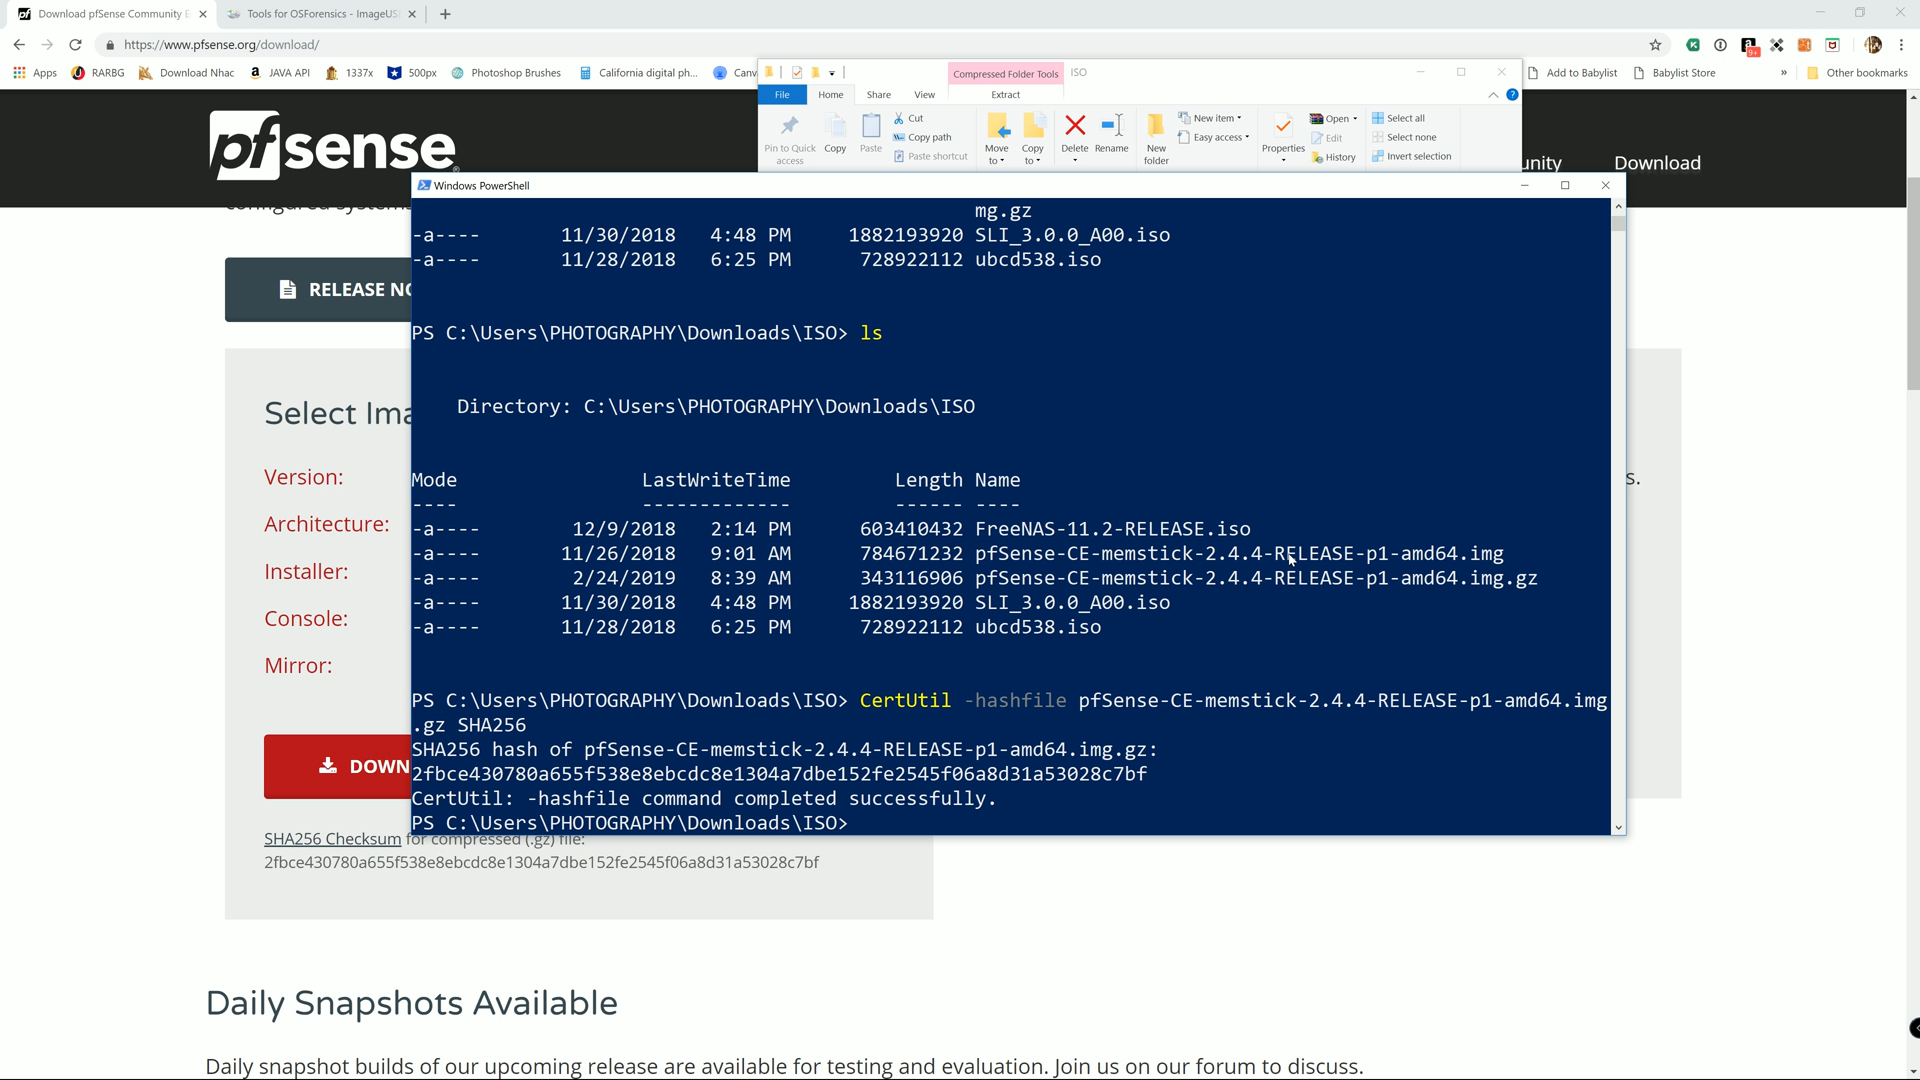 Download pfSense Community E
Tools for OSForensics - ImageUS
https://www.pfsense.org/download/
9+
Apps
RARBG
Download Nhac
JAVA API
1337x
500px
Photoshop Brushes
California digital ph...
Canv
Add to Babylist
Babylist Store
»
Other bookmarks
Compressed Folder Tools
ISO
File
Home
Share
View
Extract
Pin to Quick access
Copy
Paste
Cut
Copy path
Paste shortcut
Move to
Copy to
Delete
Rename
New folder
New item
Easy access
Properties
Open
Edit
History
Select all
Select none
Invert selection
pfsense
unity
Download
RELEASE NO
Select Ima
Version:
Architecture:
Installer:
Console:
Mirror:
DOWN
s.
Windows PowerShell
mg.gz
-a---- 11/30/2018 4:48 PM 1882193920 SLI_3.0.0_A00.iso
-a---- 11/28/2018 6:25 PM 728922112 ubcd538.iso
PS C:\Users\PHOTOGRAPHY\Downloads\ISO> ls
Directory: C:\Users\PHOTOGRAPHY\Downloads\ISO
Mode LastWriteTime Length Name
---- ------------- ------ ----
-a---- 12/9/2018 2:14 PM 603410432 FreeNAS-11.2-RELEASE.iso
-a---- 11/26/2018 9:01 AM 784671232 pfSense-CE-memstick-2.4.4-RELEASE-p1-amd64.img
-a---- 2/24/2019 8:39 AM 343116906 pfSense-CE-memstick-2.4.4-RELEASE-p1-amd64.img.gz
-a---- 11/30/2018 4:48 PM 1882193920 SLI_3.0.0_A00.iso
-a---- 11/28/2018 6:25 PM 728922112 ubcd538.iso
PS C:\Users\PHOTOGRAPHY\Downloads\ISO> CertUtil -hashfile pfSense-CE-memstick-2.4.4-RELEASE-p1-amd64.img
.gz SHA256
SHA256 hash of pfSense-CE-memstick-2.4.4-RELEASE-p1-amd64.img.gz:
2fbce430780a655f538e8ebcdc8e1304a7dbe152fe2545f06a8d31a53028c7bf
CertUtil: -hashfile command completed successfully.
PS C:\Users\PHOTOGRAPHY\Downloads\ISO>
SHA256 Checksum for compressed (.gz) file:
2fbce430780a655f538e8ebcdc8e1304a7dbe152fe2545f06a8d31a53028c7bf
Daily Snapshots Available
Daily snapshot builds of our upcoming release are available for testing and evaluation. Join us on our forum to discuss.